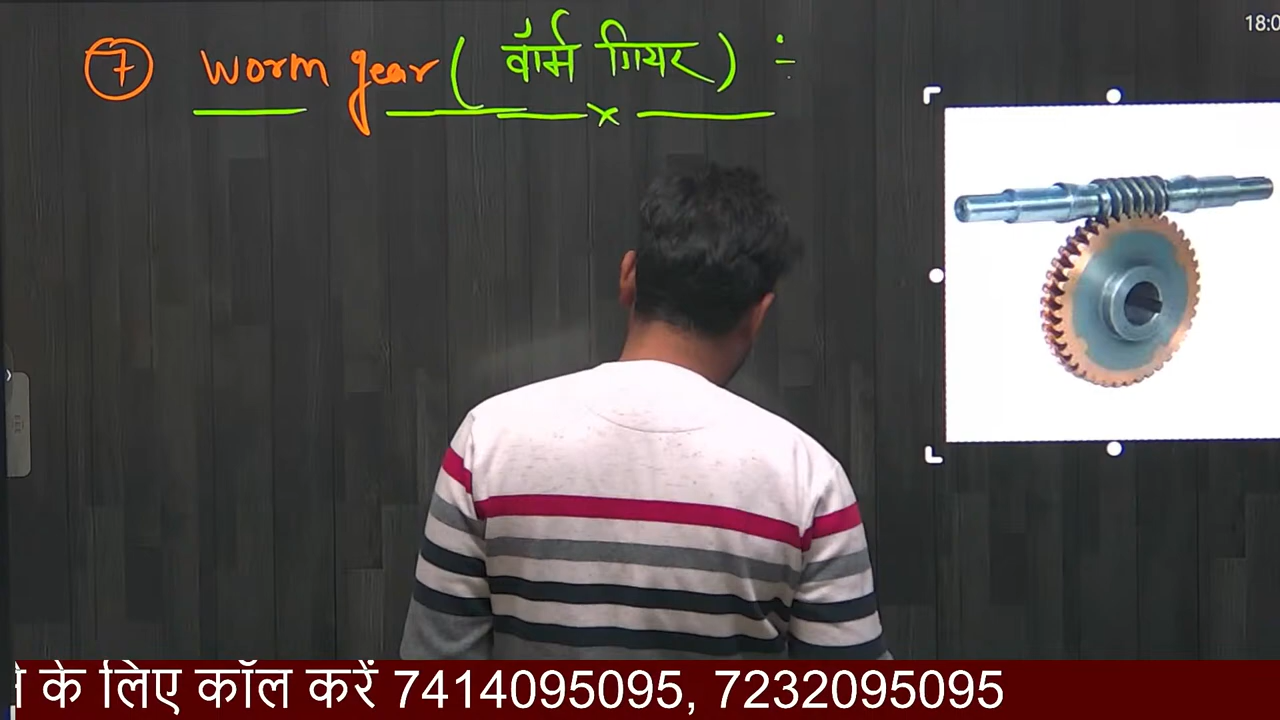 18:0
7 worm gear ( वॉर्म गियर ) :-
के लिए कॉल करें 7414095095, 7232095095